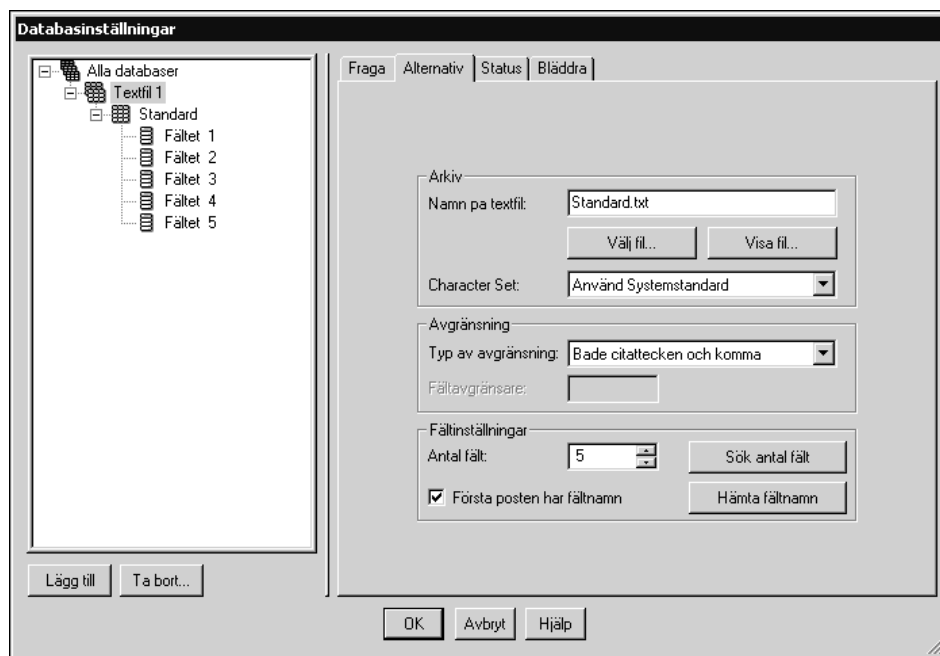 Databasinställningar
Alla databaser
Textfil 1
Standard
Fältet 1
Fältet 2
Fältet 3
Fältet 4
Fältet 5
Lägg till
Ta bort...
Fraga
Alternativ
Status
Bläddra
Arkiv
Namn pa textfil:
Standard.txt
Välj fil...
Visa fil...
Character Set:
Använd Systemstandard
Avgränsning
Typ av avgränsning:
Bade citattecken och komma
Fältavgränsare:
Fältinställningar
Antal fält:
5
Sök antal fält
Första posten har fältnamn
Hämta fältnamn
OK
Avbryt
Hjälp